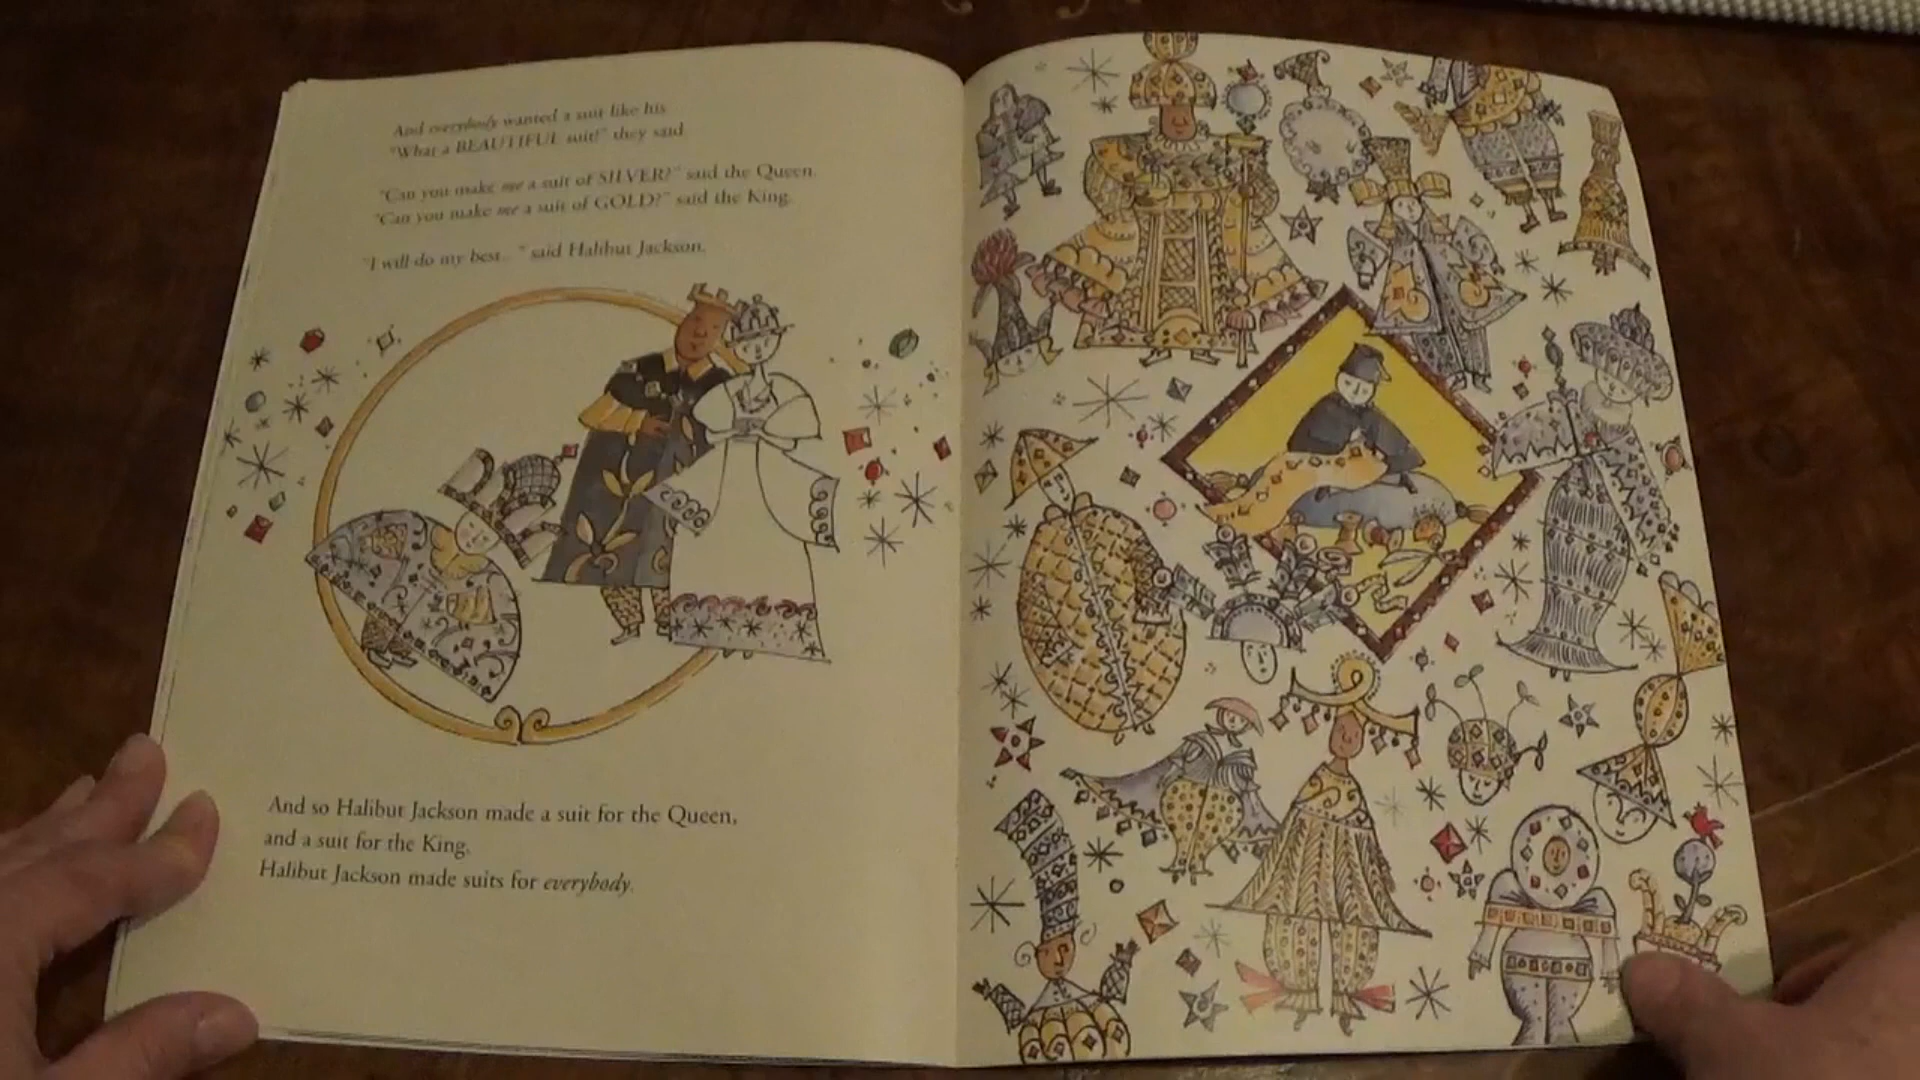 And everybody wanted a suit like his.
"What a BEAUTIFUL suit!" they said.
"Can you make me a suit of SILVER?" said the Queen.
"Can you make me a suit of GOLD?" said the King.
"I will do my best..." said Halibut Jackson.
And so Halibut Jackson made a suit for the Queen,
and a suit for the King.
Halibut Jackson made suits for everybody.